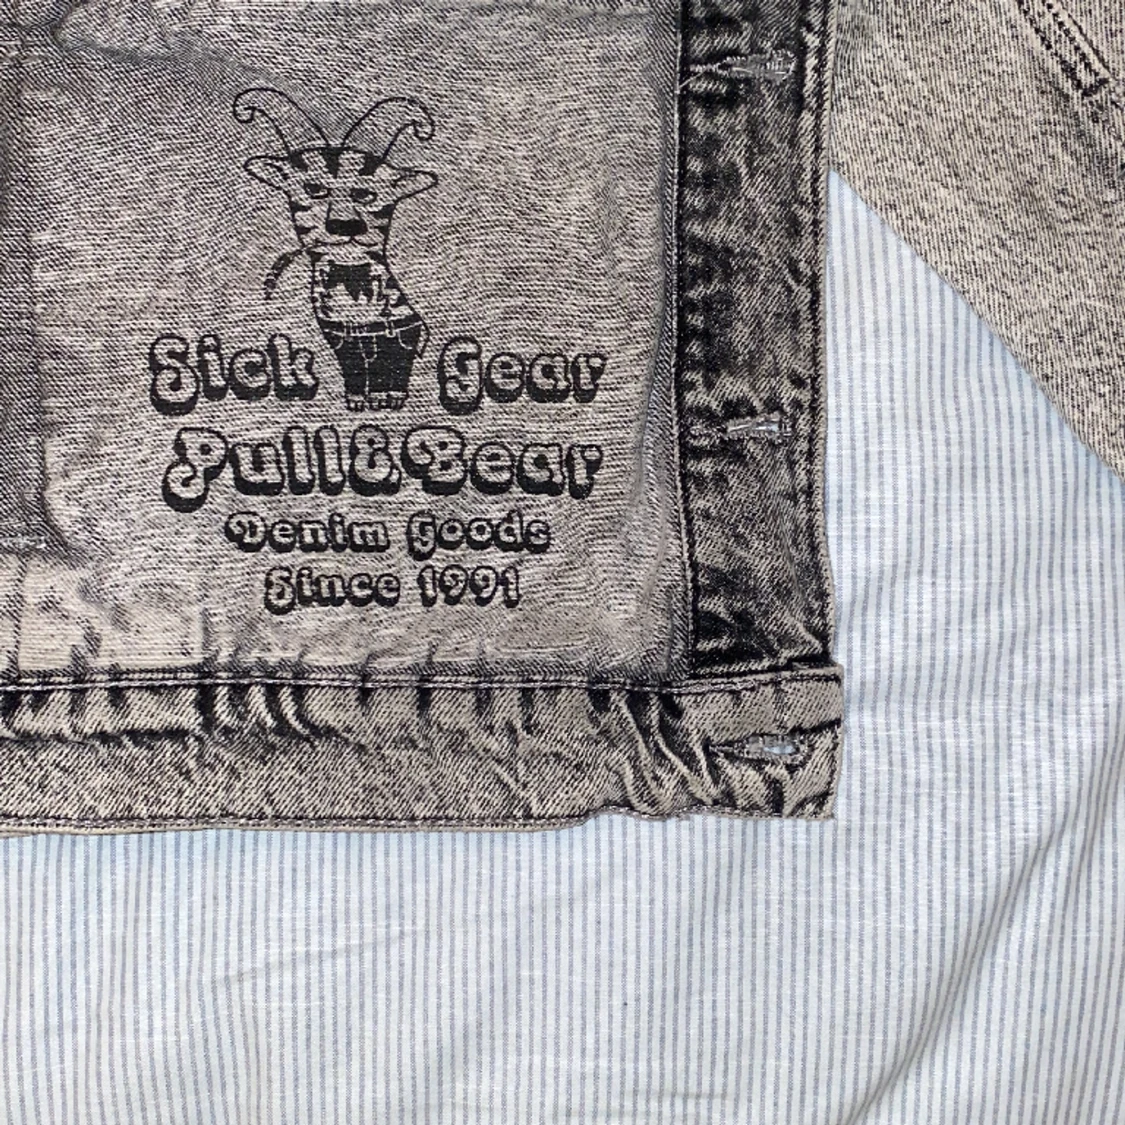 Sick Gear
Pull&Bear
Denim Goods
Since 1991